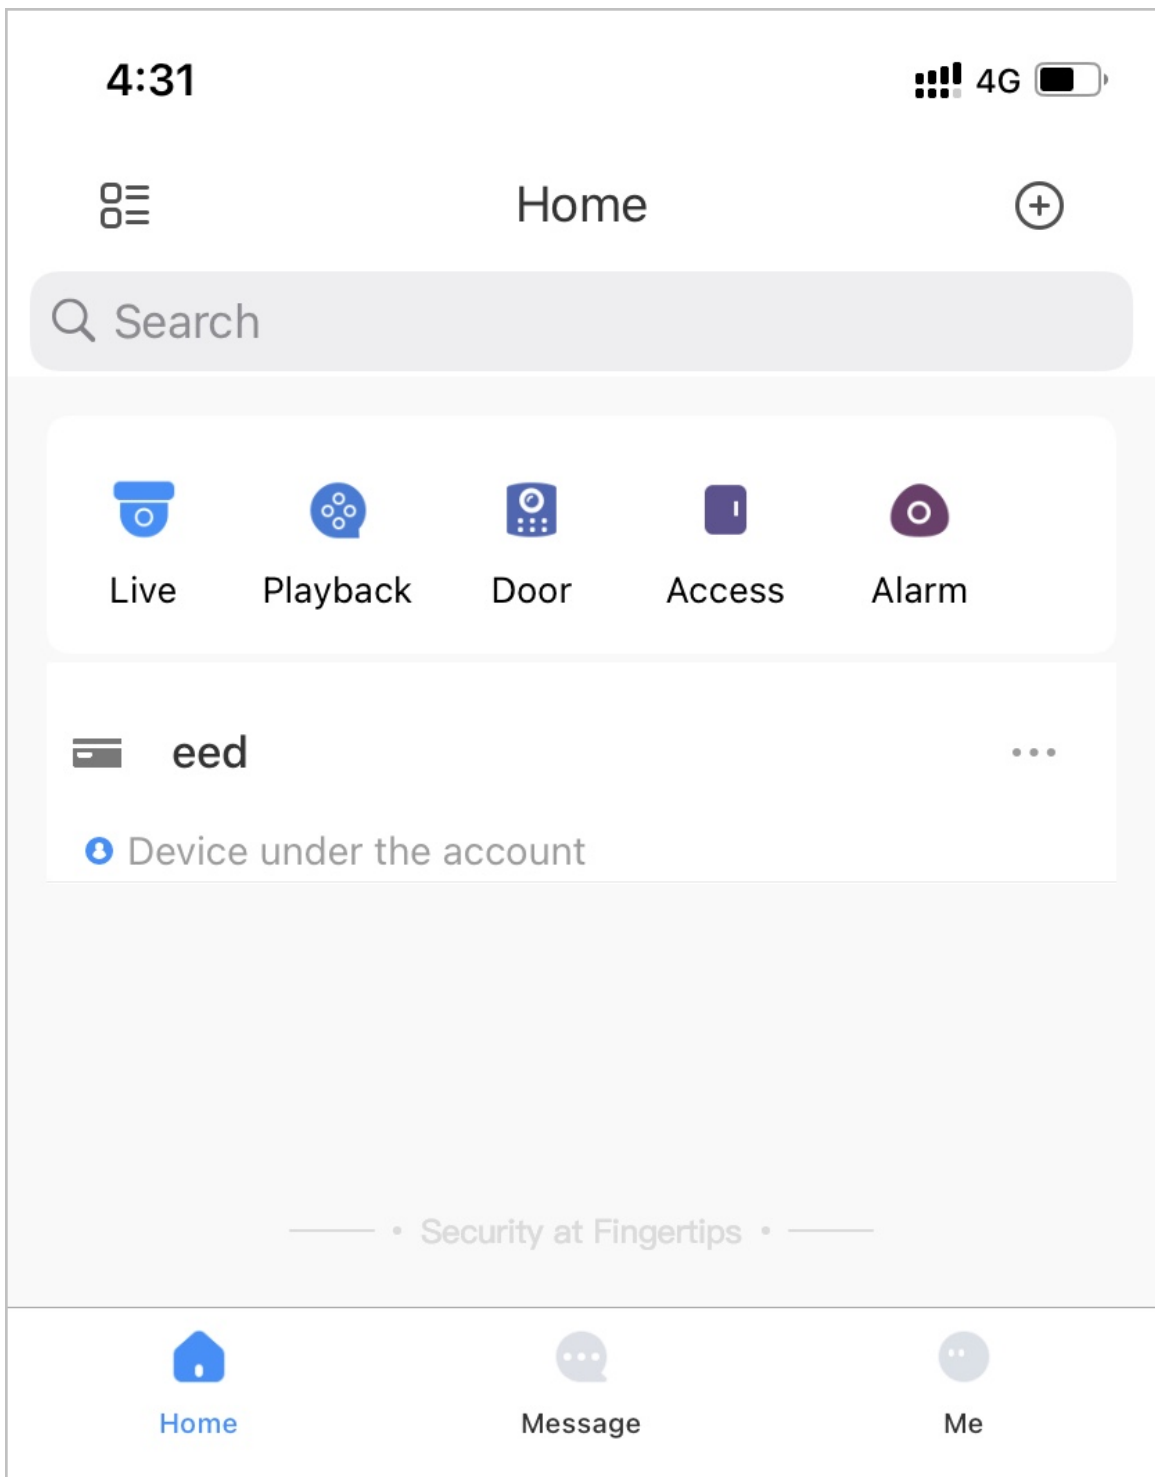 4:31 4G
Home
Search
Live Playback Door Access Alarm
eed
Device under the account
Security at Fingertips
Home Message Me